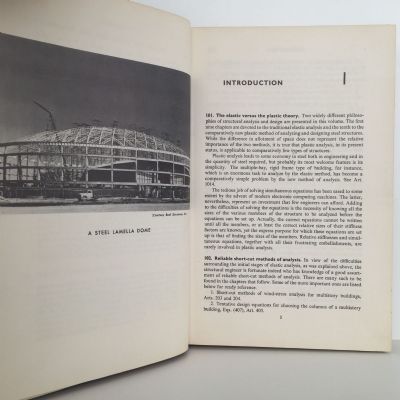 Courtesy Roof Structures Inc.
A STEEL LAMELLA DOME
INTRODUCTION
1
101. The elastic versus the plastic theory. Two widely different philoso-
phies of structural analysis and design are presented in this volume. The first
nine chapters are devoted to the traditional elastic analysis and the tenth to the
comparatively new plastic method of analyzing and designing steel structures.
While the difference in allotment of space does not represent the relative
importance of the two methods, it is true that plastic analysis, in its present
status, is applicable to comparatively few types of structures.
Plastic analysis leads to some economy in steel both in engineering and in the
quantity of steel required, but probably its most welcome feature is its
simplicity. The multistory, rigid frame type of building, for instance,
which is an enormous task to analyze by the elastic method, has become a
comparatively simple problem by the new method of analysis. See Art.
1014.
The tedious job of solving simultaneous equations has been eased to some
extent by the advent of modern electronic computing machines. The latter,
nevertheless, represent an investment that few engineers can afford. Adding
to the difficulties of solving the equations is the necessity of knowing all the
sizes of the various members of the structure to be analyzed before the
equations can be set up. Actually, the correct equations cannot be written
until all the members, or at least the correct relative sizes of their stiffness
factors are known, yet the express purpose for which these equations are set
up is that of finding the sizes of the members. Relative stiffnesses and simul-
taneous equations, together with all their frustrating embellishments, are
rarely involved in plastic analysis.
102. Reliable short-cut methods of analysis. In view of the difficulties
surrounding the initial stages of elastic analysis, as was explained above, the
structural engineer is fortunate indeed who has knowledge of a good assort-
ment of reliable short-cut methods of analysis. There are many such to be
found in the chapters that follow. Some of the more important ones are listed
below for ready reference.
1. Short-cut methods of wind-stress analysis for multistory buildings,
Arts. 203 and 204.
2. Tentative design equations for choosing the columns of a multistory
building, Eqs. (407), Art. 403.